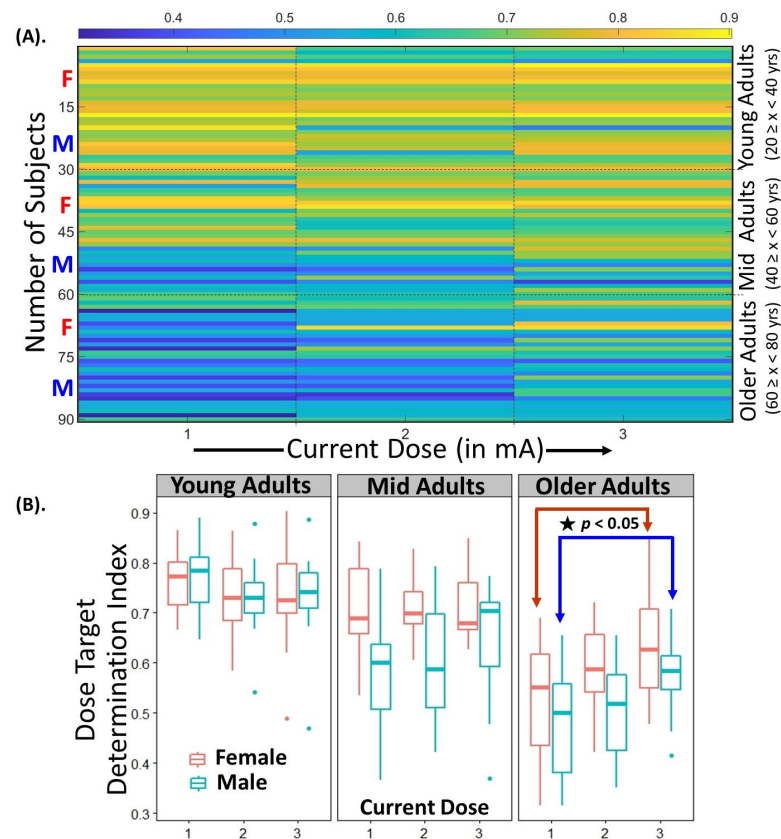 (A).
0.4 0.5 0.6 0.7 0.8 0.9
Number of Subjects
F
M
F
M
F
M
15
30
45
60
75
90
Young Adults
(20 ≥ x < 40 yrs)
Mid Adults
(40 ≥ x < 60 yrs)
Older Adults
(60 ≥ x < 80 yrs)
1 2 3
Current Dose (in mA)
(B).
Young Adults Mid Adults Older Adults
★ p < 0.05
Dose Target
Determination Index
0.9
0.8
0.7
0.6
0.5
0.4
0.3
Female
Male
Current Dose
1 2 3 1 2 3 1 2 3